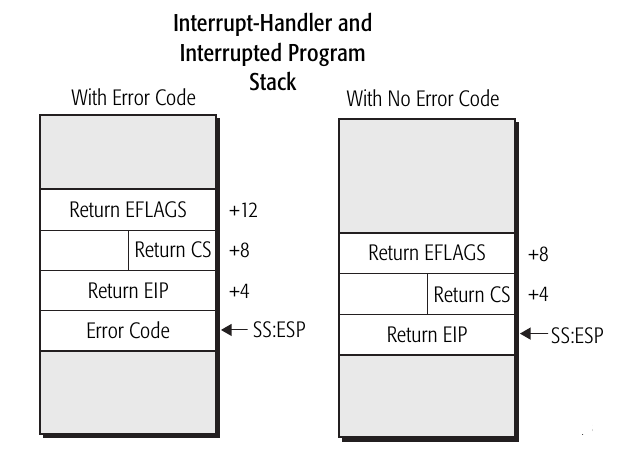 Interrupt-Handler and
Interrupted Program
Stack
With Error Code
Return EFLAGS +12
Return CS +8
Return EIP +4
Error Code SS:ESP
With No Error Code
Return EFLAGS +8
Return CS +4
Return EIP SS:ESP